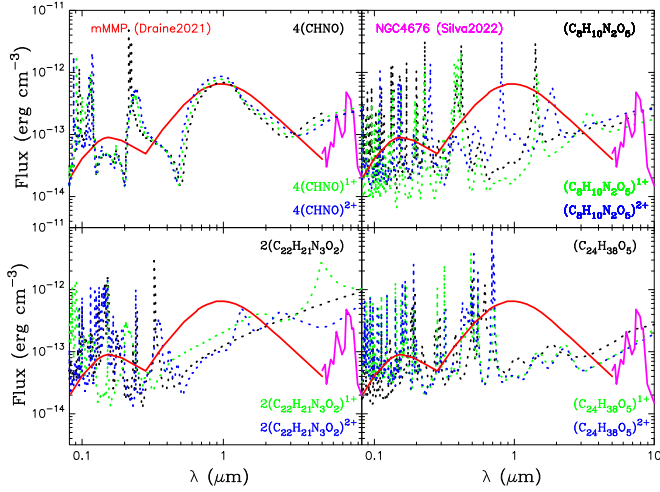 mMMP (Draine2021) 4(CHNO) NGC4676 (Silva2022) (C₈H₁₀N₂O₅)
10⁻¹²
10⁻¹³
10⁻¹⁴
10⁻¹¹
Flux (erg cm⁻³)
4(CHNO)¹⁺ (C₈H₁₀N₂O₅)¹⁺
4(CHNO)²⁺ (C₈H₁₀N₂O₅)²⁺
2(C₂₂H₂₁N₃O₂) (C₂₄H₃₈O₅)
10⁻¹²
10⁻¹³
10⁻¹⁴
Flux (erg cm⁻³)
2(C₂₂H₂₁N₃O₂)¹⁺ (C₂₄H₃₈O₅)¹⁺
2(C₂₂H₂₁N₃O₂)²⁺ (C₂₄H₃₈O₅)²⁺
0.1 1 0.1 1 10
λ (μm) λ (μm)